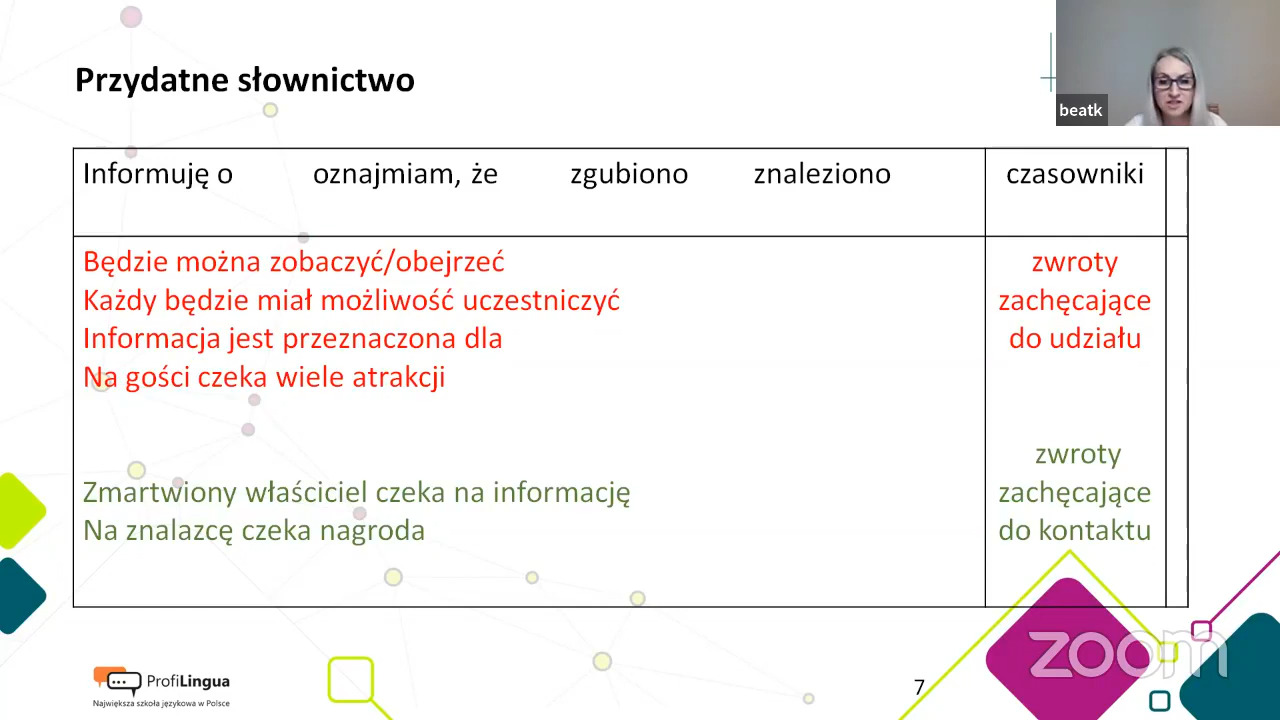 Przydatne słownictwo
beatk
Informuję o oznajmiam, że zgubiono znaleziono czasowniki
Będzie można zobaczyć/obejrzeć
Każdy będzie miał możliwość uczestniczyć
Informacja jest przeznaczona dla
Na gości czeka wiele atrakcji
zwroty
zachęcające
do udziału
Zmartwiony właściciel czeka na informację
Na znalazcę czeka nagroda
zwroty
zachęcające
do kontaktu
ProfiLingua
Największa szkoła językowa w Polsce
7
zoom